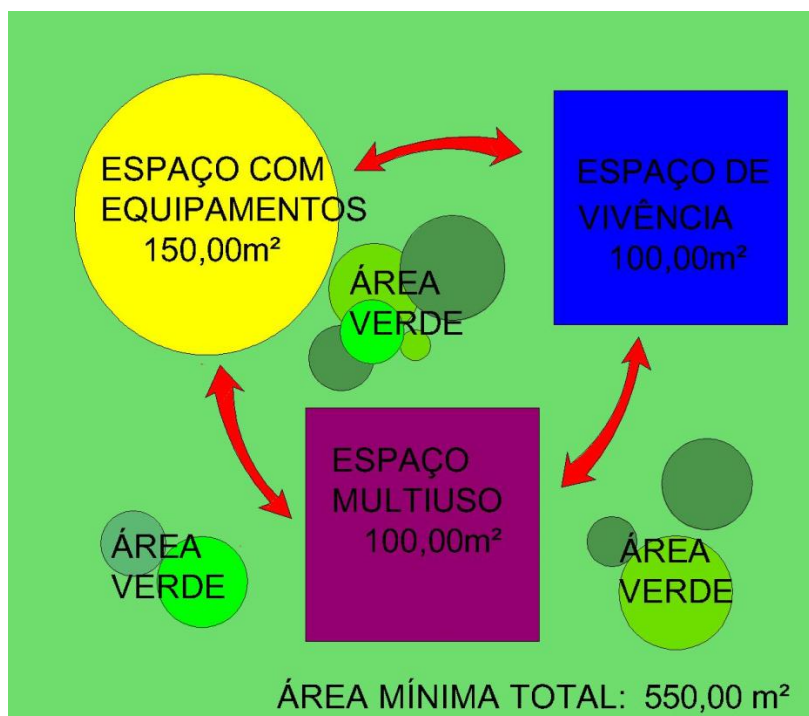 ESPAÇO COM
EQUIPAMENTOS
150,00m²
ESPAÇO DE
VIVÊNCIA
100,00m²
ÁREA
VERDE
ESPAÇO
MULTIUSO
100,00m²
ÁREA
VERDE
ÁREA
VERDE
ÁREA MÍNIMA TOTAL: 550,00 m²